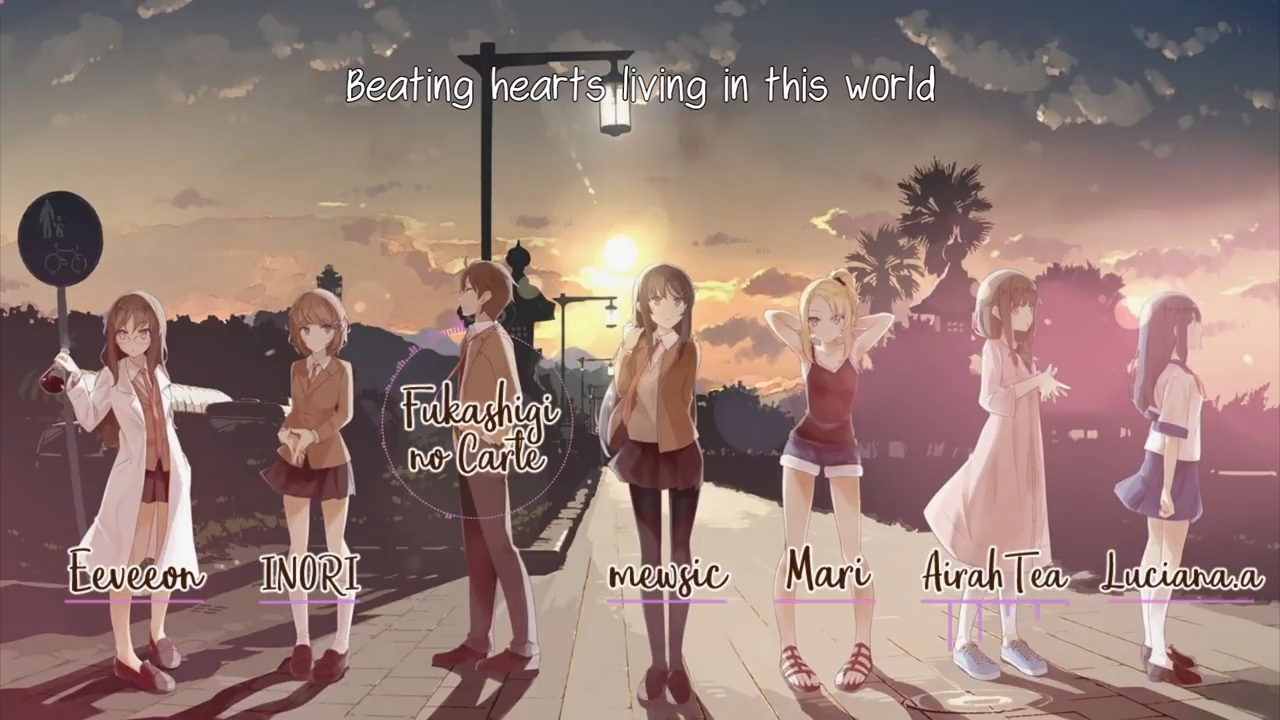 Beating hearts living in this world
Fukashigi
no Carte
Eeveeon
INORI
mewsic
Mari
AirahTea
Luciana.a